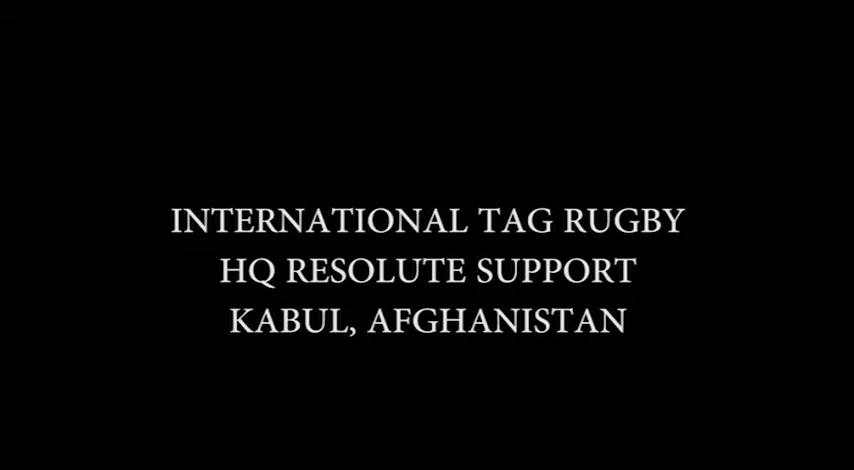 INTERNATIONAL TAG RUGBY
HQ RESOLUTE SUPPORT
KABUL, AFGHANISTAN